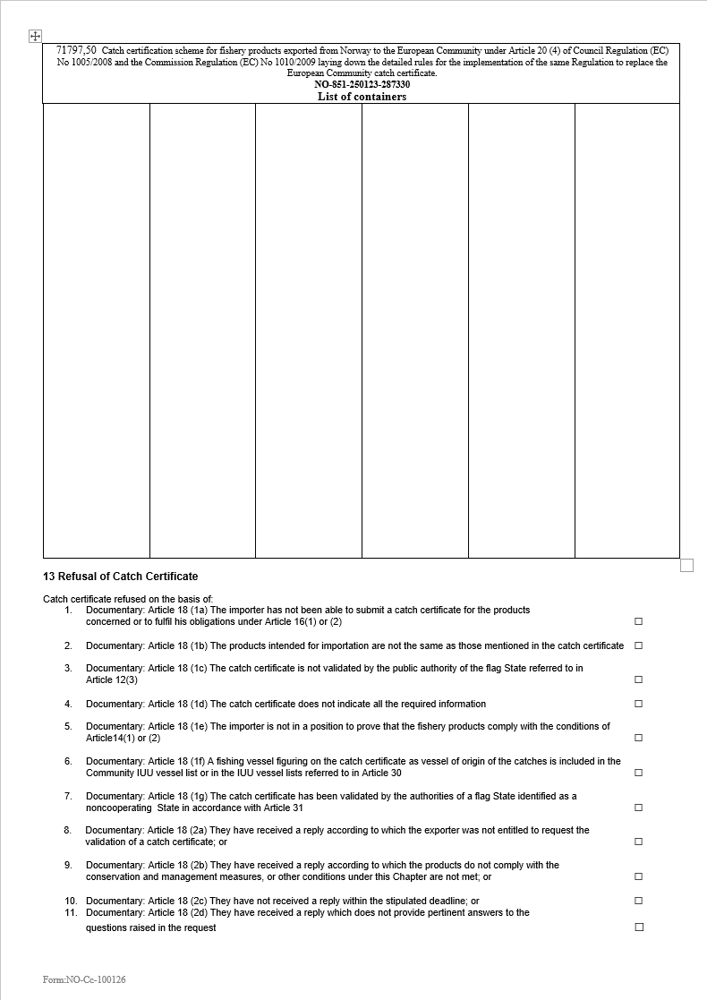 71797,50 Catch certification scheme for fishery products exported from Norway to the European Community under Article 20 (4) of Council Regulation (EC)
No 1005/2008 and the Commission Regulation (EC) No 1010/2009 laying down the detailed rules for the implementation of the same Regulation to replace the
European Community catch certificate.
NO-851-250123-287330
List of containers
13 Refusal of Catch Certificate
Catch certificate refused on the basis of:
1. Documentary: Article 18 (1a) The importer has not been able to submit a catch certificate for the products
concerned or to fulfil his obligations under Article 16(1) or (2) ☐
2. Documentary: Article 18 (1b) The products intended for importation are not the same as those mentioned in the catch certificate ☐
3. Documentary: Article 18 (1c) The catch certificate is not validated by the public authority of the flag State referred to in
Article 12(3) ☐
4. Documentary: Article 18 (1d) The catch certificate does not indicate all the required information ☐
5. Documentary: Article 18 (1e) The importer is not in a position to prove that the fishery products comply with the conditions of
Article14(1) or (2) ☐
6. Documentary: Article 18 (1f) A fishing vessel figuring on the catch certificate as vessel of origin of the catches is included in the
Community IUU vessel list or in the IUU vessel lists referred to in Article 30 ☐
7. Documentary: Article 18 (1g) The catch certificate has been validated by the authorities of a flag State identified as a
noncooperating State in accordance with Article 31 ☐
8. Documentary: Article 18 (2a) They have received a reply according to which the exporter was not entitled to request the
validation of a catch certificate; or ☐
9. Documentary: Article 18 (2b) They have received a reply according to which the products do not comply with the
conservation and management measures, or other conditions under this Chapter are not met; or ☐
10. Documentary: Article 18 (2c) They have not received a reply within the stipulated deadline; or ☐
11. Documentary: Article 18 (2d) They have received a reply which does not provide pertinent answers to the
questions raised in the request ☐
Form:NO-Cc-100126